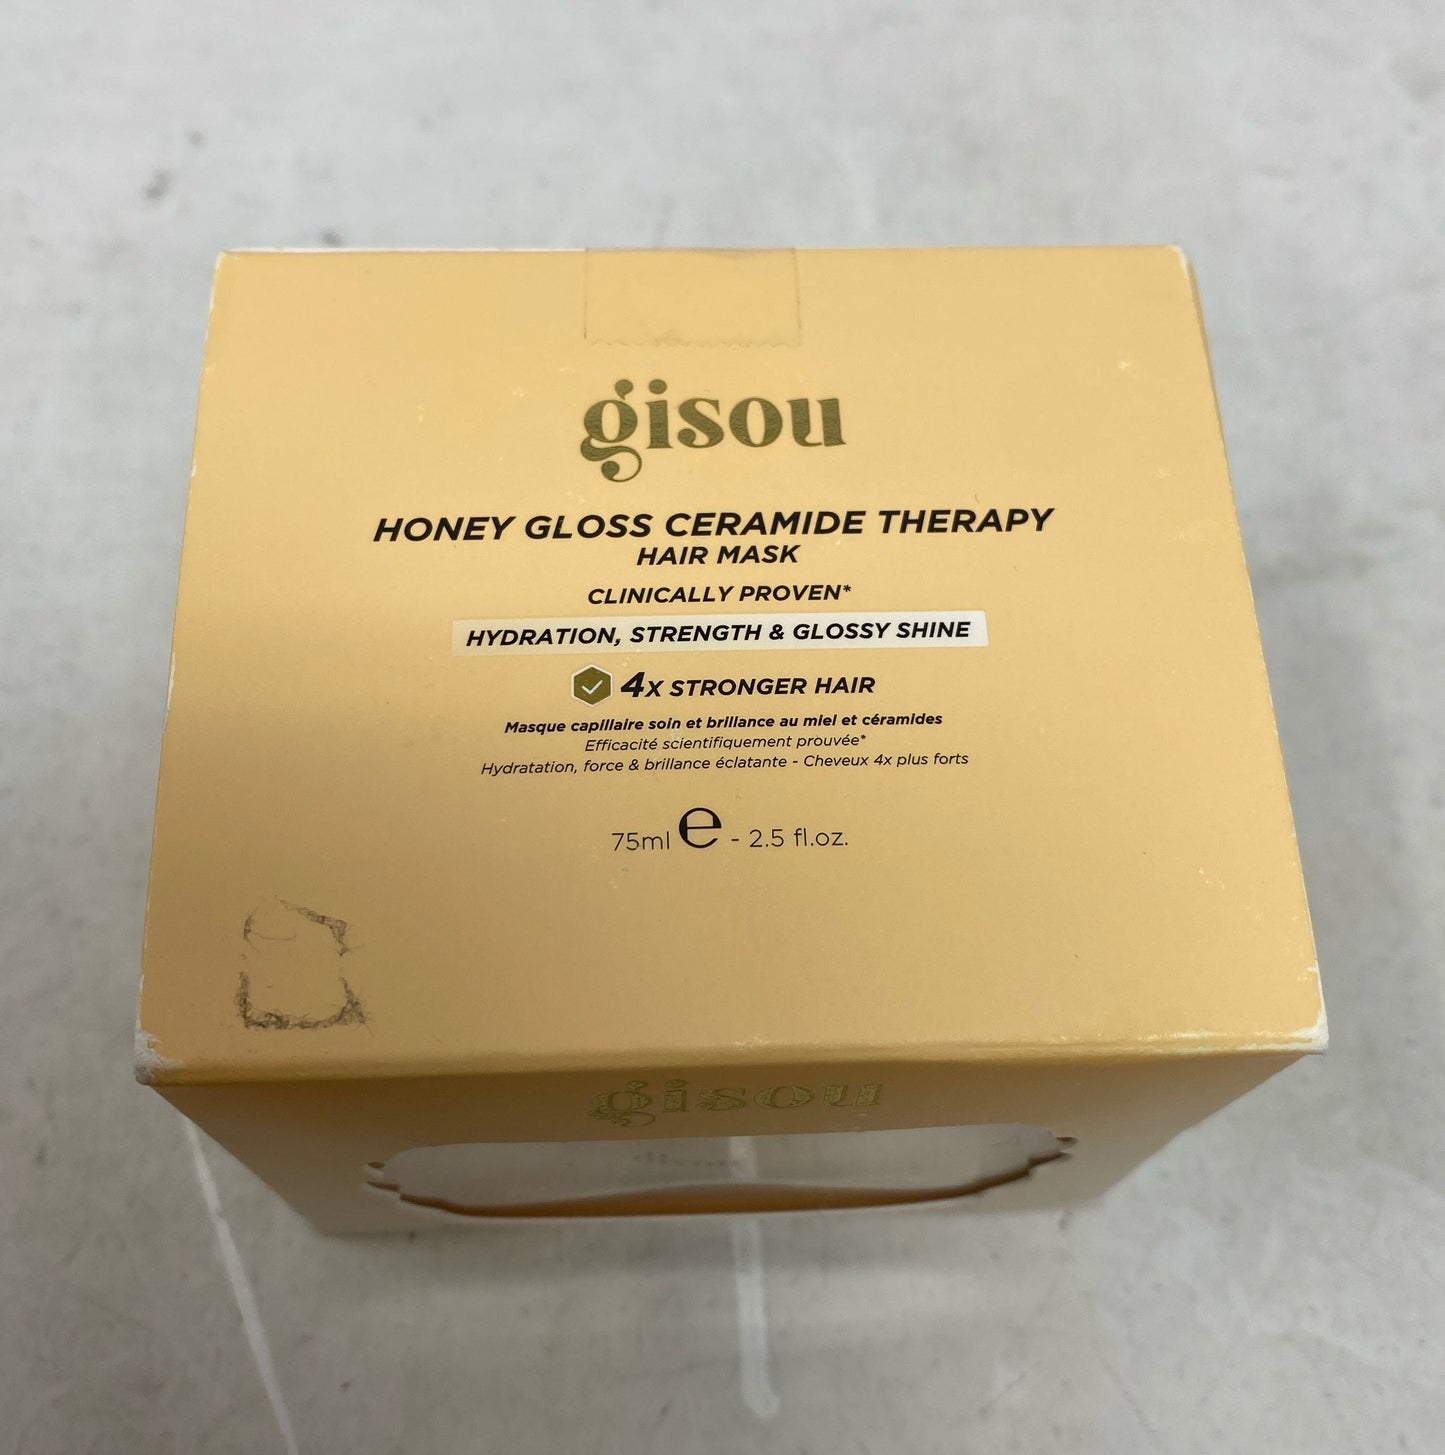 gisou
HONEY GLOSS CERAMIDE THERAPY
HAIR MASK
CLINICALLY PROVEN*
HYDRATION, STRENGTH & GLOSSY SHINE
4X STRONGER HAIR
Masque capillaire soin et brillance au miel et céramides
Efficacité scientifiquement prouvée*
Hydratation, force & brillance éclatante - Cheveux 4x plus forts
75ml e - 2.5 fl.oz.
gisou